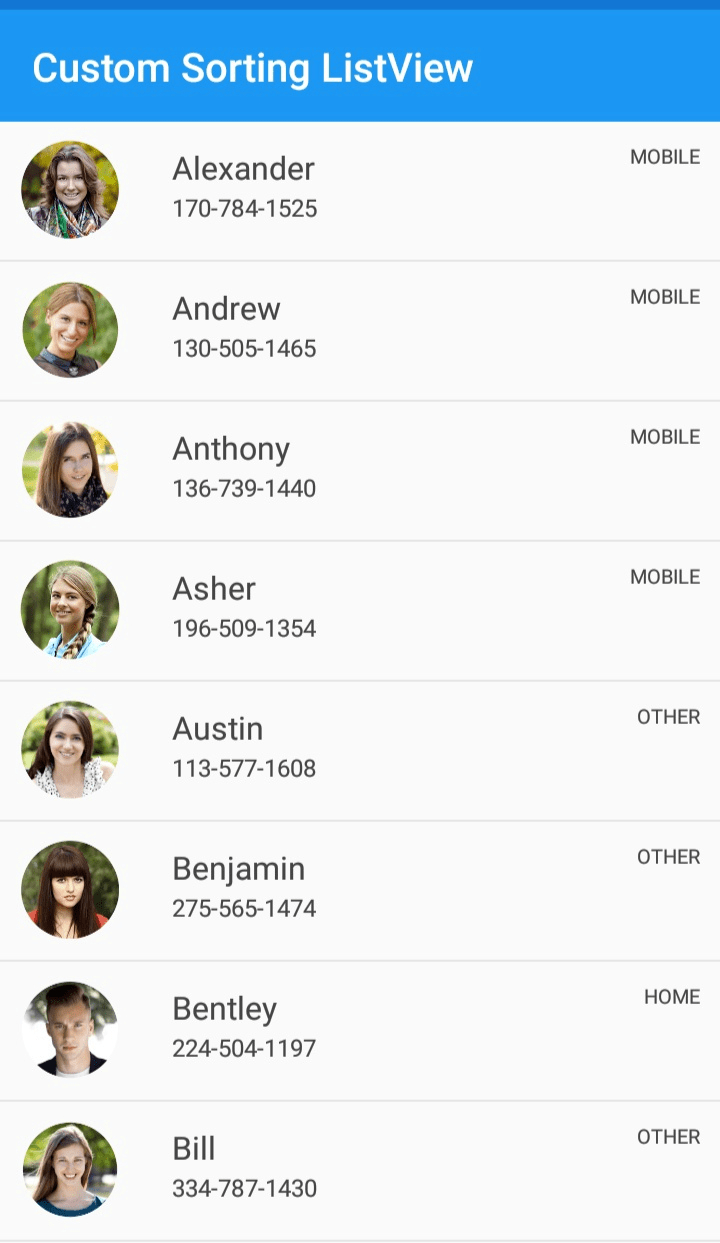 Custom Sorting ListView
Alexander
MOBILE
170-784-1525
Andrew
MOBILE
130-505-1465
Anthony
MOBILE
136-739-1440
Asher
MOBILE
196-509-1354
Austin
OTHER
113-577-1608
Benjamin
OTHER
275-565-1474
Bentley
HOME
224-504-1197
Bill
OTHER
334-787-1430